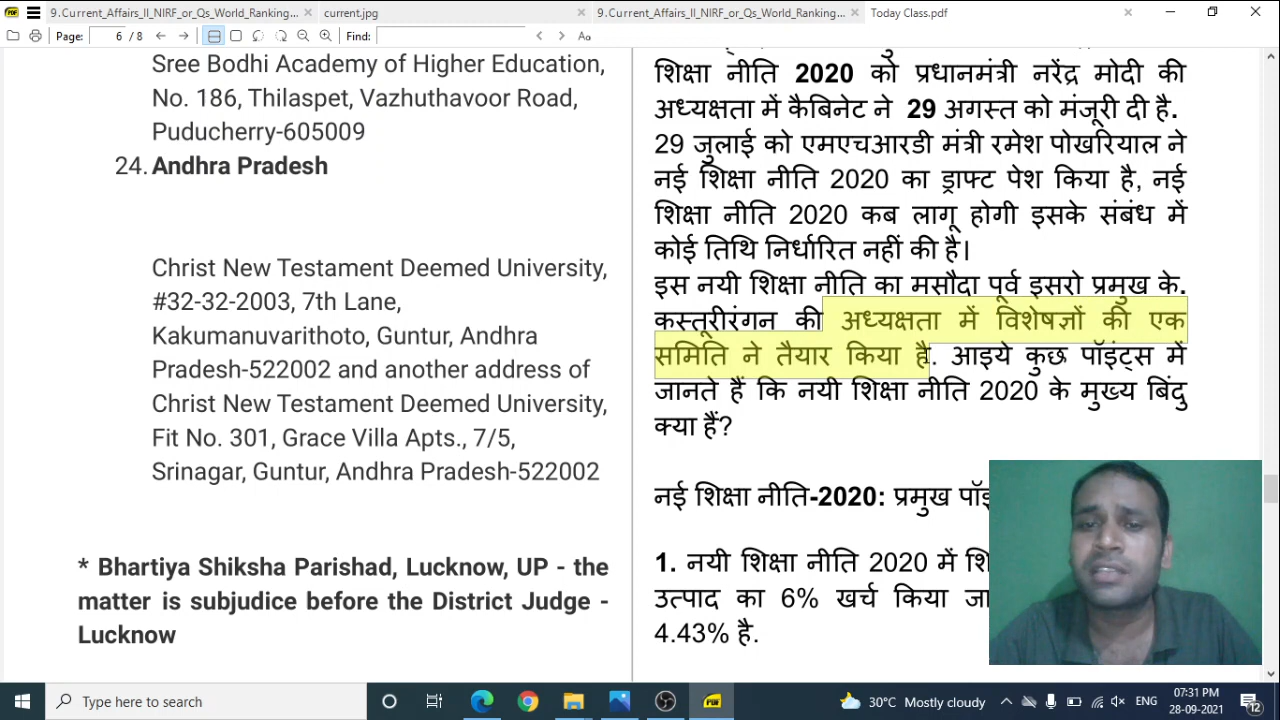 9.Current_Affairs_II_NIRF_or_Qs_World_Ranking...
current.jpg
9.Current_Affairs_II_NIRF_or_Qs_World_Ranking...
Today Class.pdf
Page: 6 / 8
Find:
Aa
Sree Bodhi Academy of Higher Education,
No. 186, Thilaspet, Vazhuthavoor Road,
Puducherry-605009
24. Andhra Pradesh
Christ New Testament Deemed University,
#32-32-2003, 7th Lane,
Kakumanuvarithoto, Guntur, Andhra
Pradesh-522002 and another address of
Christ New Testament Deemed University,
Fit No. 301, Grace Villa Apts., 7/5,
Srinagar, Guntur, Andhra Pradesh-522002
* Bhartiya Shiksha Parishad, Lucknow, UP - the
matter is subjudice before the District Judge -
Lucknow
शिक्षा नीति 2020 को प्रधानमंत्री नरेंद्र मोदी की
अध्यक्षता में कैबिनेट ने 29 अगस्त को मंजूरी दी है.
29 जुलाई को एमएचआरडी मंत्री रमेश पोखरियाल ने
नई शिक्षा नीति 2020 का ड्राफ्ट पेश किया है, नई
शिक्षा नीति 2020 कब लागू होगी इसके संबंध में
कोई तिथि निर्धारित नहीं की है।
इस नयी शिक्षा नीति का मसौदा पूर्व इसरो प्रमुख के.
कस्तूरीरंगन की अध्यक्षता में विशेषज्ञों की एक
समिति ने तैयार किया है. आइये कुछ पॉइंट्स में
जानते हैं कि नयी शिक्षा नीति 2020 के मुख्य बिंदु
क्या हैं?
नई शिक्षा नीति-2020: प्रमुख
1. नयी शिक्षा नीति 2020 में
उत्पाद का 6% खर्च किया
4.43% है.
Type here to search
30°C Mostly cloudy
ENG
07:31 PM
28-09-2021
12